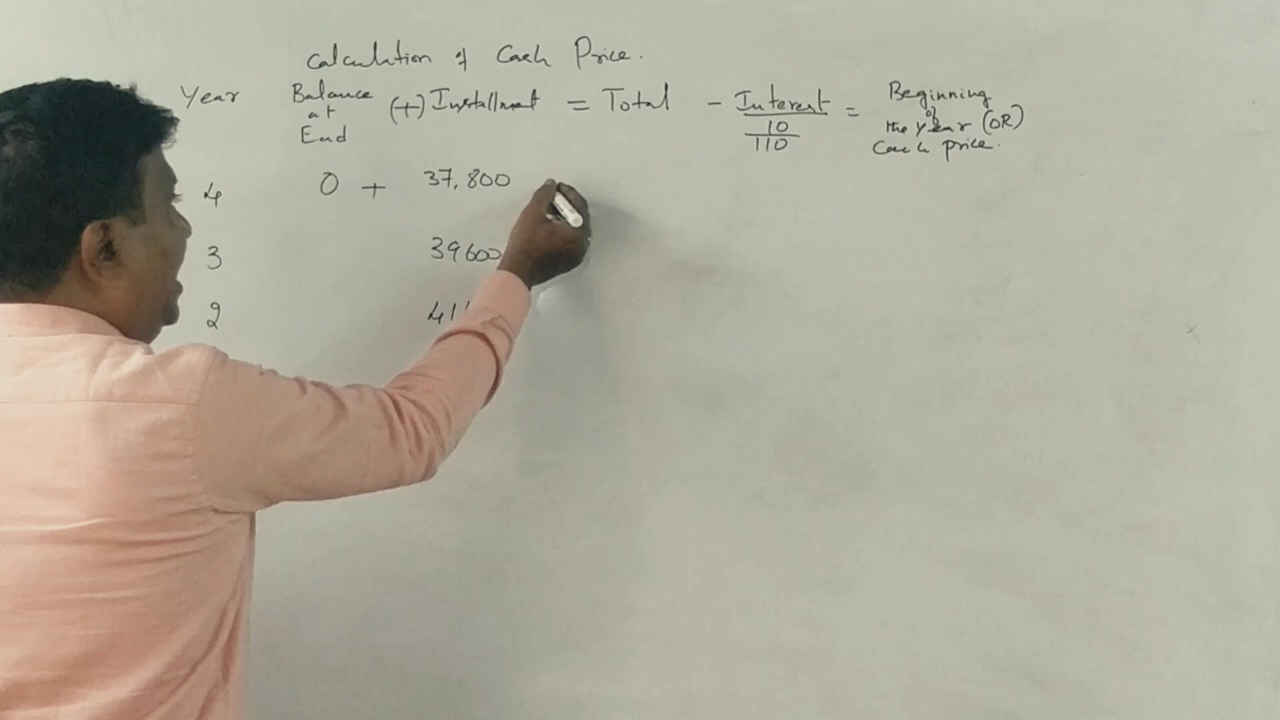 Calculation of Cash Price.
Year Balance at End (+) Installment = Total - Interest 10/110 = Beginning of the year (OR) Cash price.
4 0 + 37,800
3 39600
2 41